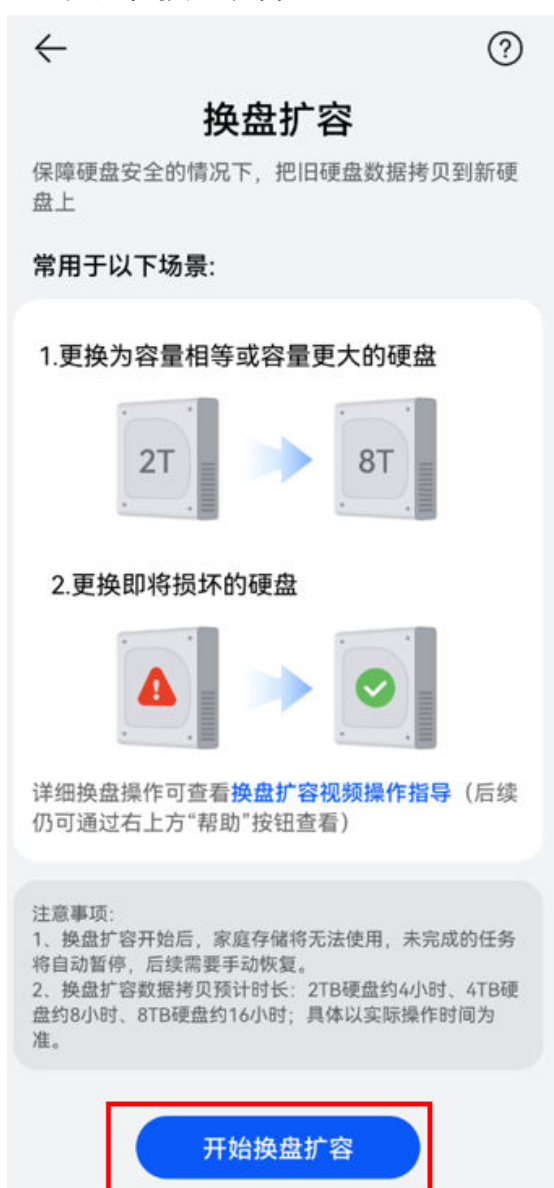 换盘扩容
保障硬盘安全的情况下，把旧硬盘数据拷贝到新硬
盘上
常用于以下场景:
1.更换为容量相等或容量更大的硬盘
2T
8T
2.更换即将损坏的硬盘
详细换盘操作可查看换盘扩容视频操作指导（后续
仍可通过右上方“帮助”按钮查看）
注意事项:
1、换盘扩容开始后，家庭存储将无法使用，未完成的任务
将自动暂停，后续需要手动恢复。
2、换盘扩容数据拷贝预计时长：2TB硬盘约4小时、4TB硬
盘约8小时、8TB硬盘约16小时；具体以实际操作时间为
准。
开始换盘扩容